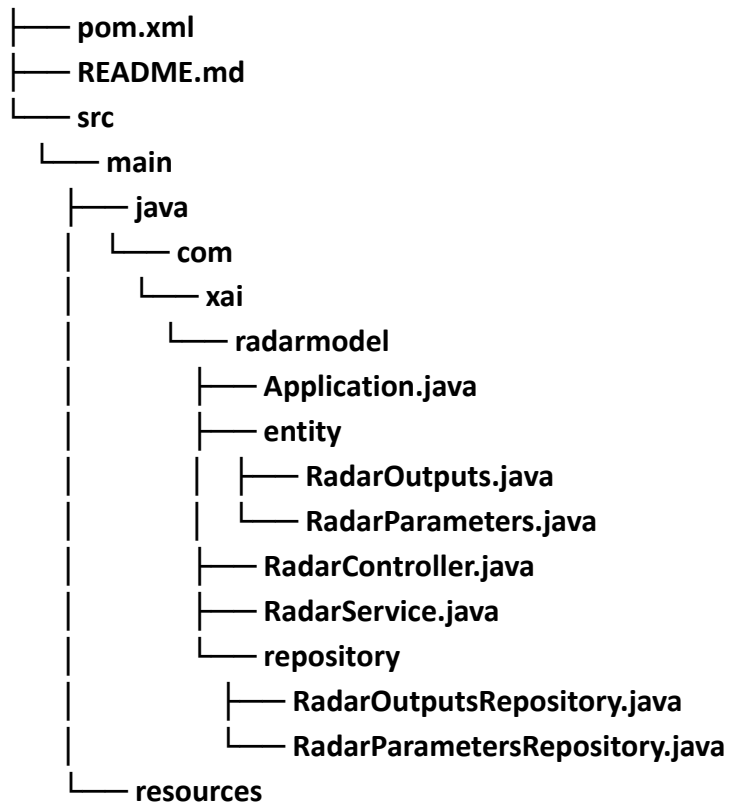 ├── pom.xml
├── README.md
└── src
└── main
├── java
│ └── com
│ └── xai
│ └── radarmodel
│ ├── Application.java
│ ├── entity
│ │ ├── RadarOutputs.java
│ │ └── RadarParameters.java
│ ├── RadarController.java
│ ├── RadarService.java
│ └── repository
│ ├── RadarOutputsRepository.java
│ └── RadarParametersRepository.java
└── resources